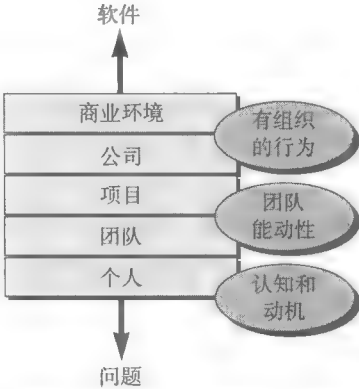 软件
商业环境
公司
项目
团队
个人
有组织
的行为
团队
能动性
认知和
动机
问题